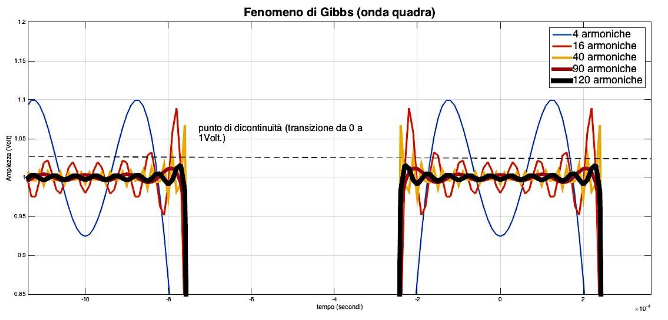 Fenomeno di Gibbs (onda quadra)
1.2
1.15
1.1
1.05
1
0.95
0.9
0.85
Ampiezza (Volt)
4 armoniche
16 armoniche
40 armoniche
90 armoniche
120 armoniche
punto di discontinuità (transizione da 0 a
1Volt.)
-10
-8
-6
-4
-2
0
2
×10⁻⁴
tempo (secondi)